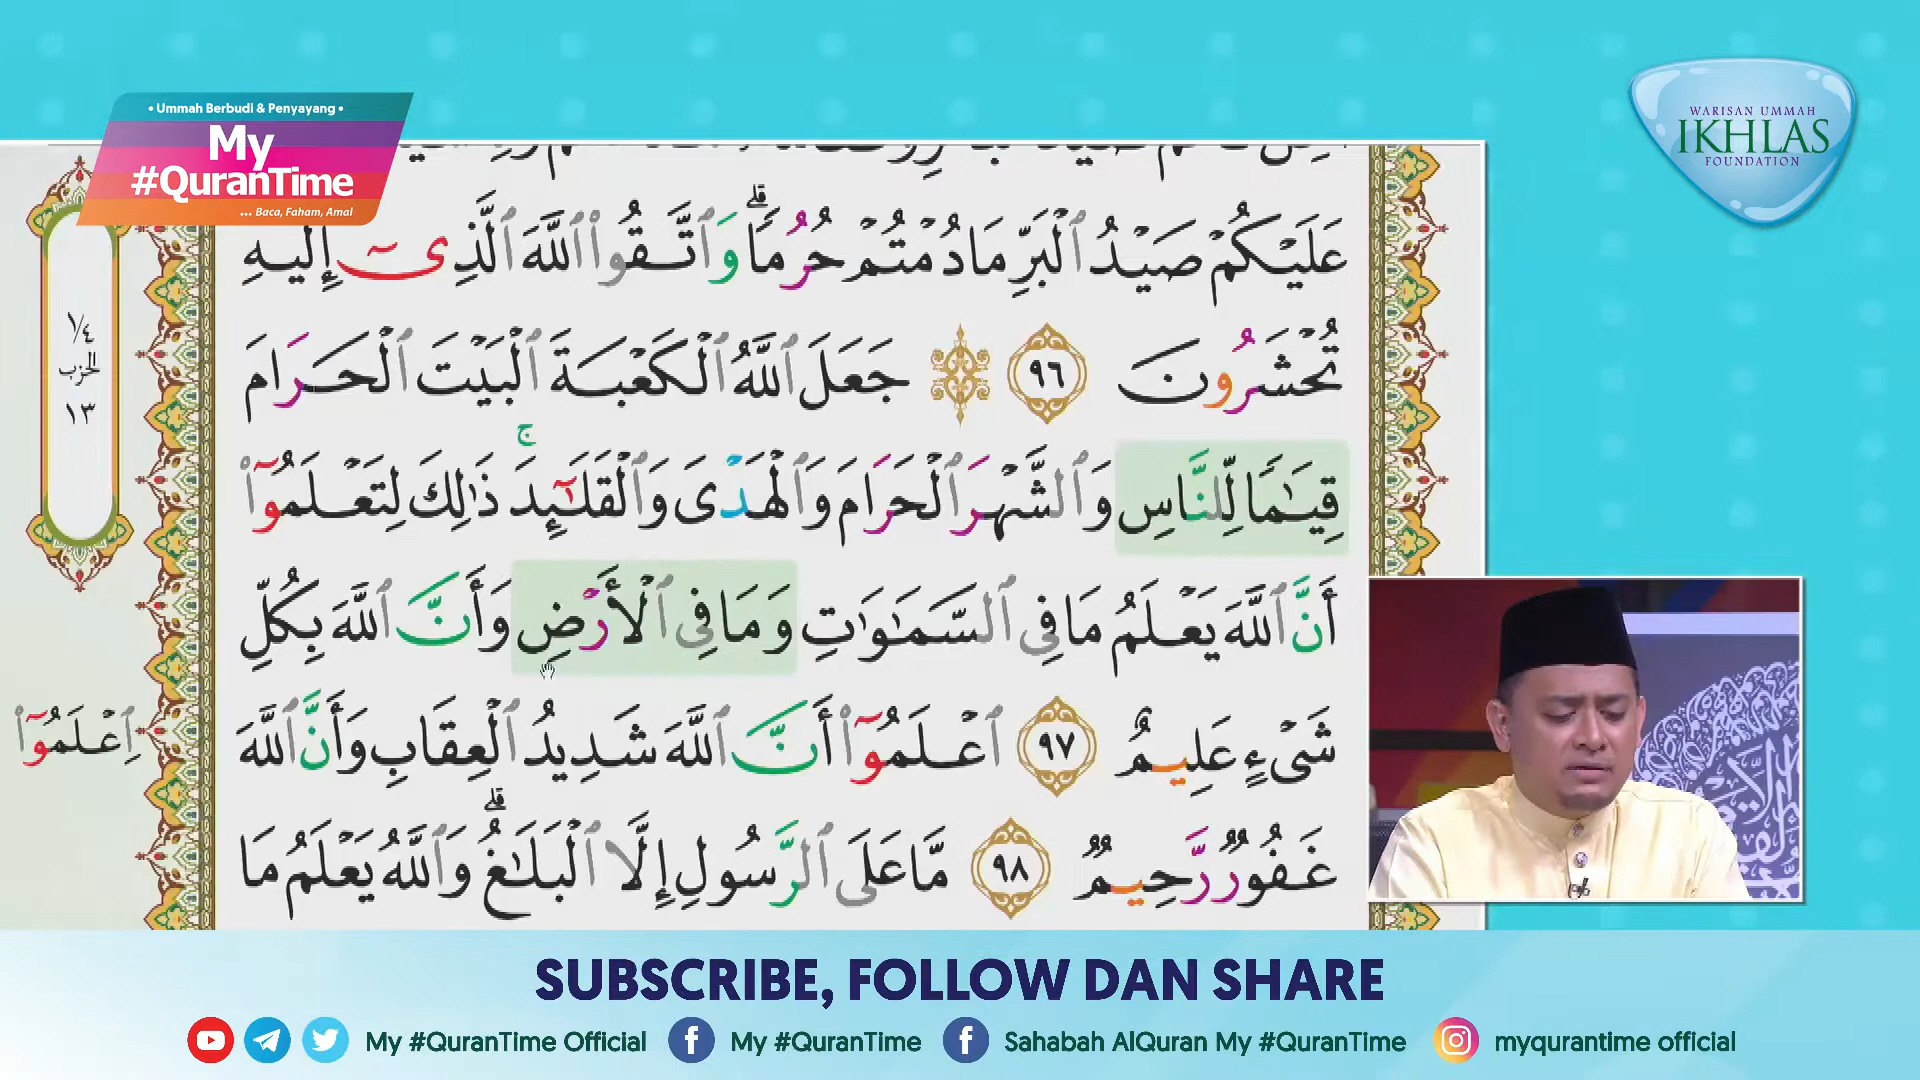 • Ummah Berbudi & Penyayang •
My
#QuranTime
... Baca, Faham, Amal
WARISAN UMMAH
IKHLAS
FOUNDATION
عَلَيْكُمْ صَيْدُ ٱلْبَرِّ مَا دُمْتُمْ حُرُمًا ۗ وَٱتَّقُوا۟ ٱللَّهَ ٱلَّذِىٓ إِلَيْهِ
تُحْشَرُونَ ٩٦ ۞ جَعَلَ ٱللَّهُ ٱلْكَعْبَةَ ٱلْبَيْتَ ٱلْحَرَامَ
قِيَـٰمًا لِّلنَّاسِ وَٱلشَّهْرَ ٱلْحَرَامَ وَٱلْهَدْىَ وَٱلْقَلَـٰٓئِدَ ۚ ذَٰلِكَ لِتَعْلَمُوٓا۟
أَنَّ ٱللَّهَ يَعْلَمُ مَا فِى ٱلسَّمَـٰوَٰتِ وَمَا فِى ٱلْأَرْضِ وَأَنَّ ٱللَّهَ بِكُلِّ
شَىْءٍ عَلِيمٌ ٩٧ ٱعْلَمُوٓا۟ أَنَّ ٱللَّهَ شَدِيدُ ٱلْعِقَابِ وَأَنَّ ٱللَّهَ
غَفُورٌ رَّحِيمٌ ٩٨ مَّا عَلَى ٱلرَّسُولِ إِلَّا ٱلْبَلَـٰغُ ۗ وَٱللَّهُ يَعْلَمُ مَا
١/٤
الحزب
١٣
ٱِعْلَمُوٓا۟
SUBSCRIBE, FOLLOW DAN SHARE
My #QuranTime Official My #QuranTime Sahabah AlQuran My #QuranTime myqurantime official